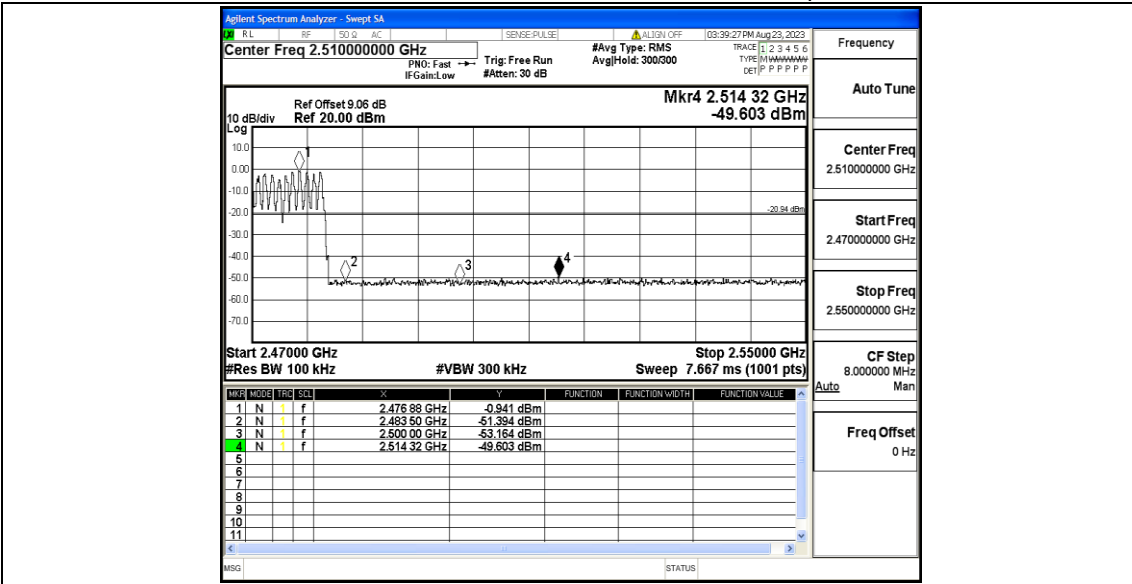 Agilent Spectrum Analyzer - Swept SA
RL RF 50 Ω AC SENSE:PULSE ALIGN OFF 03:39:27 PM Aug 23, 2023
Center Freq 2.510000000 GHz
PNO: Fast
IFGain:Low
Trig: Free Run
#Atten: 30 dB
#Avg Type: RMS
Avg|Hold: 300/300
TRACE 1 2 3 4 5 6
TYPE M W W W W W
DET P P P P P P
Mkr4 2.514 32 GHz
-49.603 dBm
Ref Offset 9.06 dB
10 dB/div Ref 20.00 dBm
Log
10.0
0.00
-10.0
-20.0
-30.0
-40.0
-50.0
-60.0
-70.0
1
-20.94 dBm
2
3
4
Start 2.47000 GHz Stop 2.55000 GHz
#Res BW 100 kHz #VBW 300 kHz Sweep 7.667 ms (1001 pts)
MKR MODE TRC SCL X Y FUNCTION FUNCTION WIDTH FUNCTION VALUE
1 N 1 f 2.476 88 GHz -0.941 dBm
2 N 1 f 2.483 50 GHz -51.394 dBm
3 N 1 f 2.500 00 GHz -53.164 dBm
4 N 1 f 2.514 32 GHz -49.603 dBm
5
6
7
8
9
10
11
MSG STATUS
Frequency
Auto Tune
Center Freq
2.510000000 GHz
Start Freq
2.470000000 GHz
Stop Freq
2.550000000 GHz
CF Step
8.000000 MHz
Auto Man
Freq Offset
0 Hz